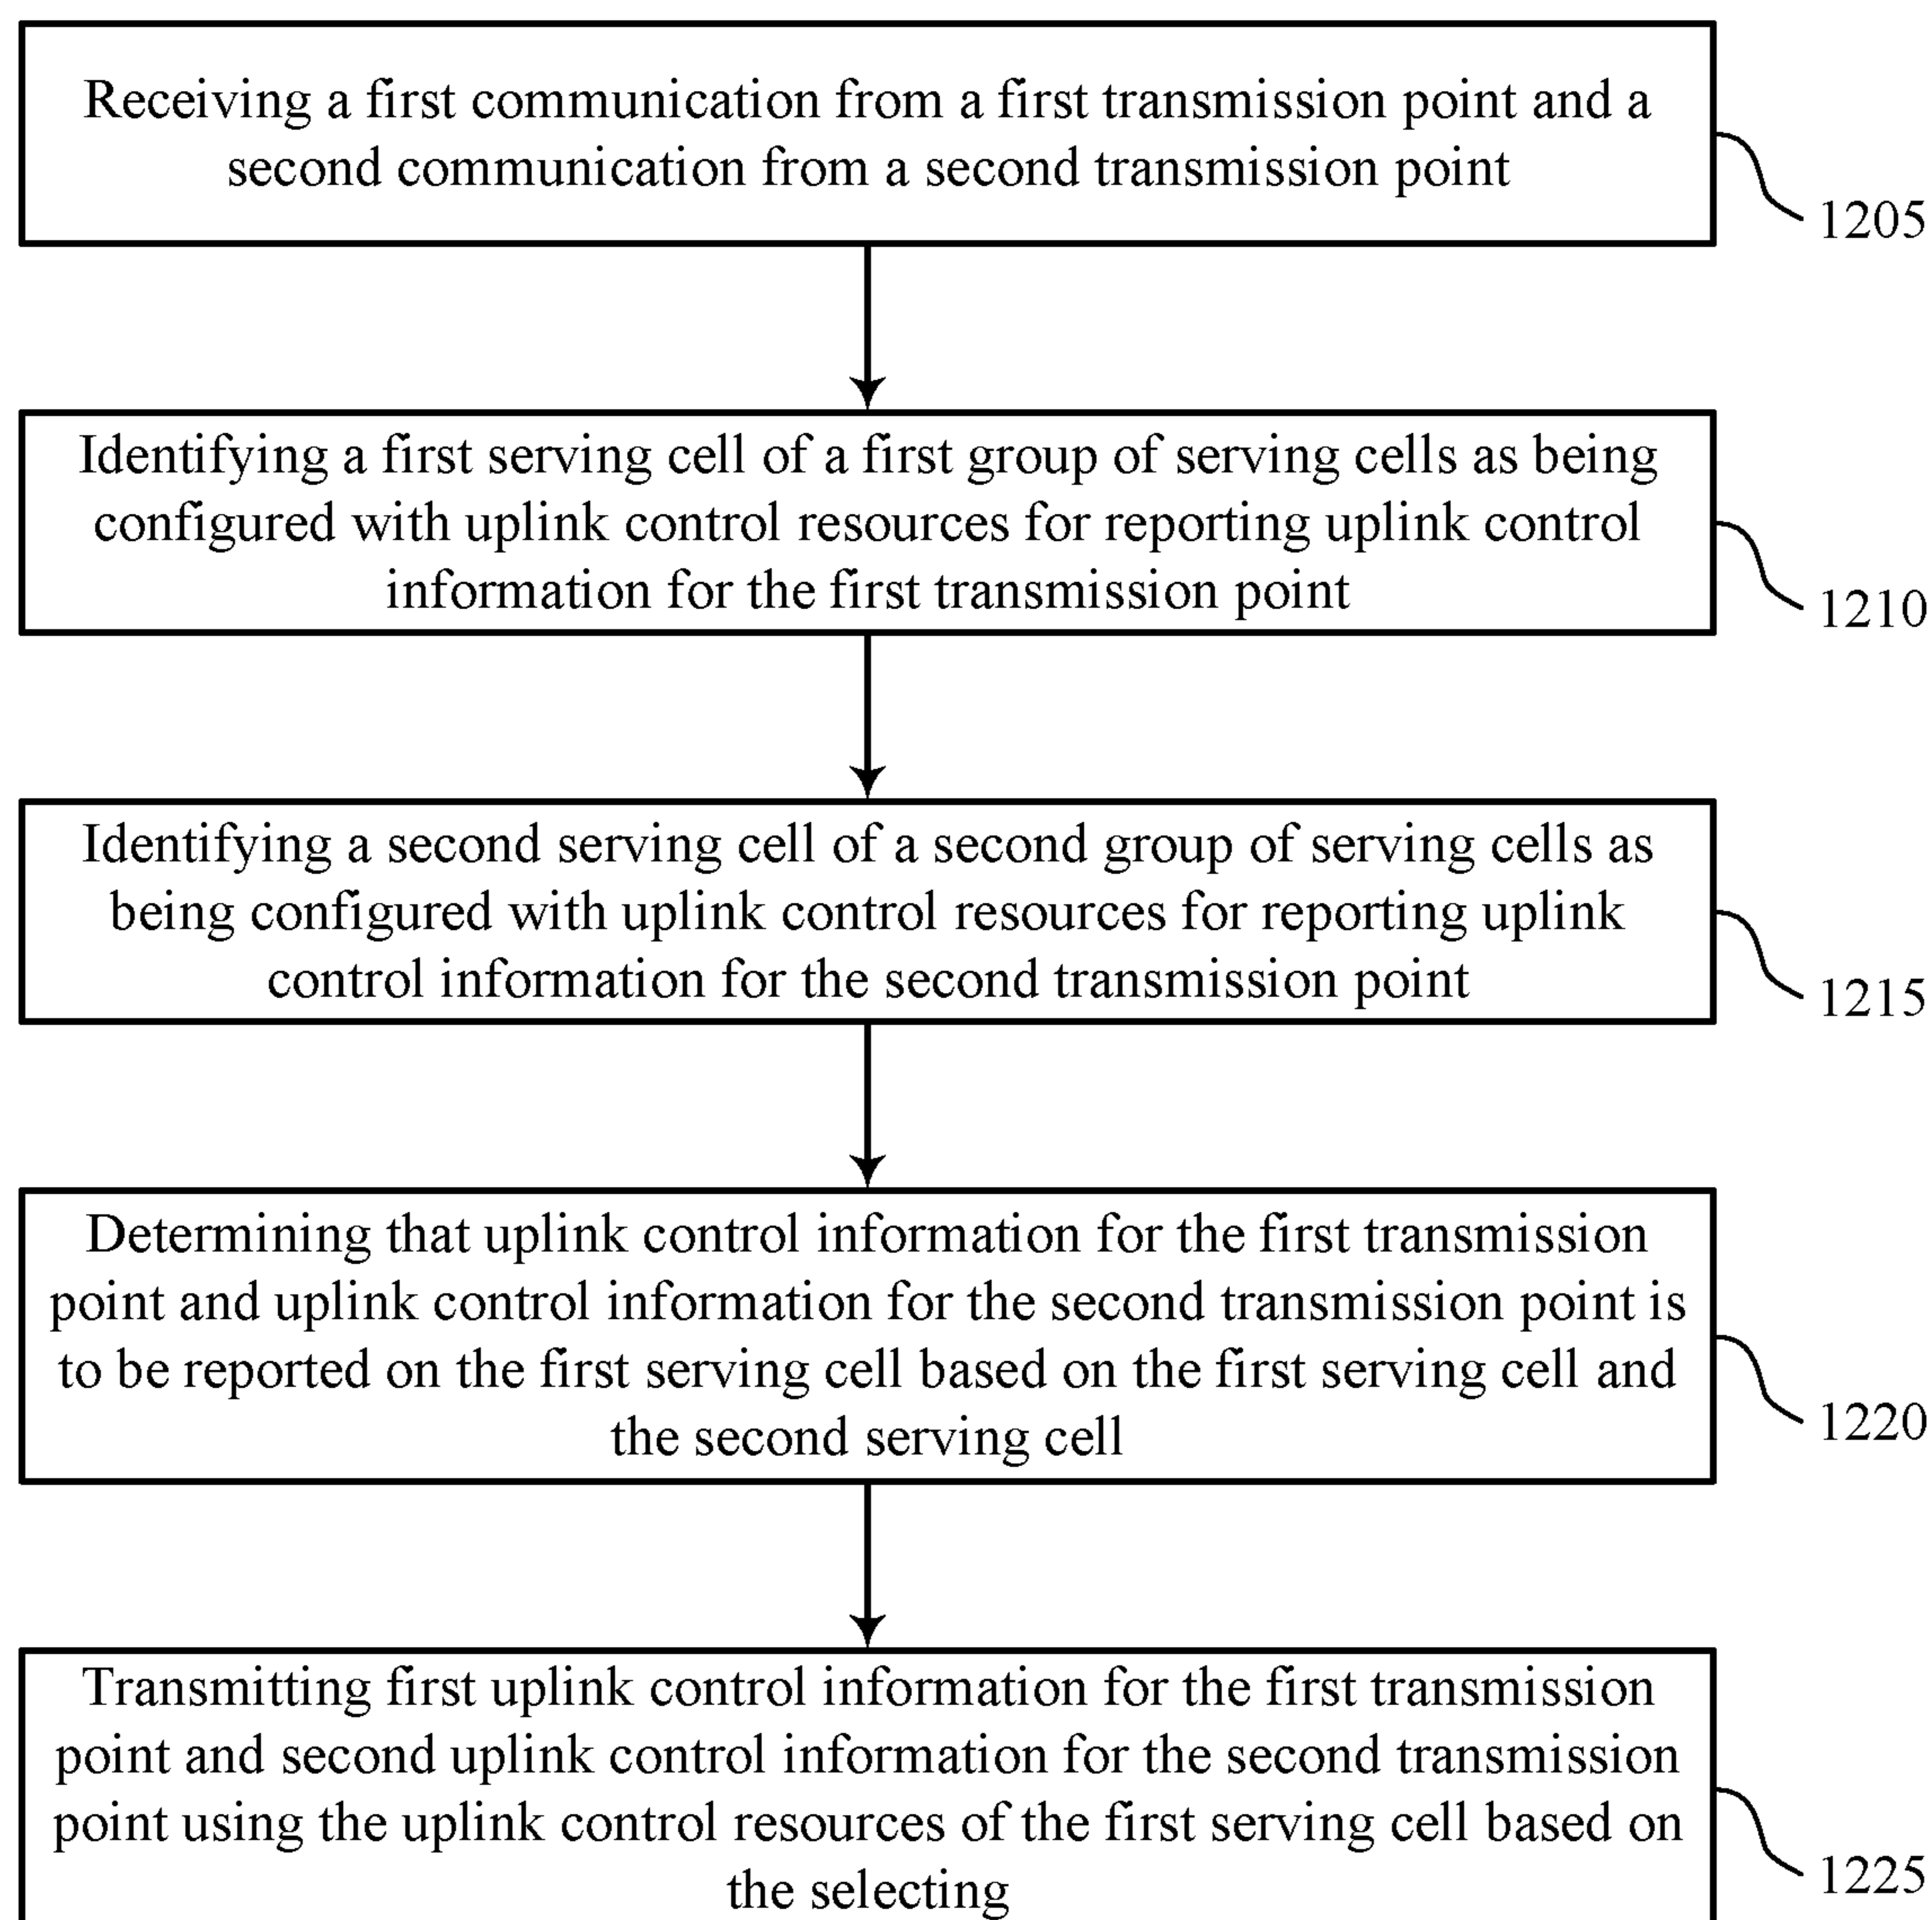 Receiving a first communication from a first transmission point and a
second communication from a second transmission point
1205
Identifying a first serving cell of a first group of serving cells as being
configured with uplink control resources for reporting uplink control
information for the first transmission point
1210
Identifying a second serving cell of a second group of serving cells as
being configured with uplink control resources for reporting uplink
control information for the second transmission point
1215
Determining that uplink control information for the first transmission
point and uplink control information for the second transmission point is
to be reported on the first serving cell based on the first serving cell and
the second serving cell
1220
Transmitting first uplink control information for the first transmission
point and second uplink control information for the second transmission
point using the uplink control resources of the first serving cell based on
the selecting
1225